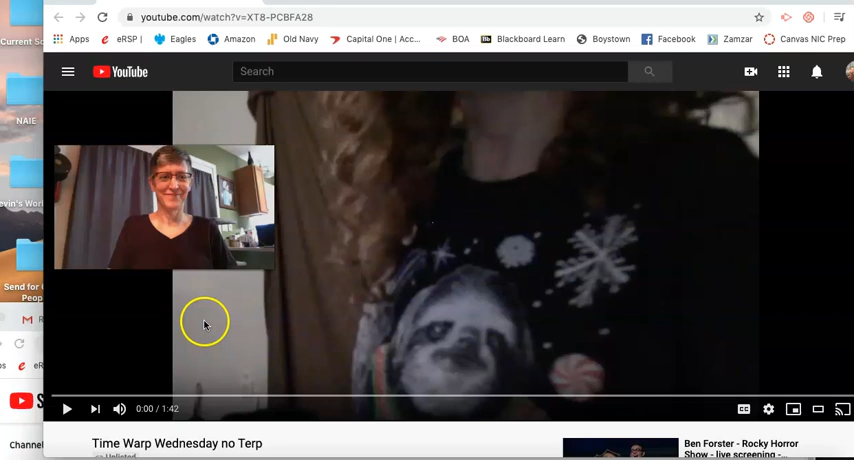 youtube.com/watch?v=XT8-PCBFA28
Apps eRSP | Eagles Amazon Old Navy Capital One | Acc... BOA Blackboard Learn Boystown Facebook Zamzar Canvas NIC Prep
Current
NAIE
evin's
Send for
Peop
YouTube
Search
0:00 / 1:42
Time Warp Wednesday no Terp
Unlisted
Ben Forster - Rocky Horror
Show - live screening -...
Channel